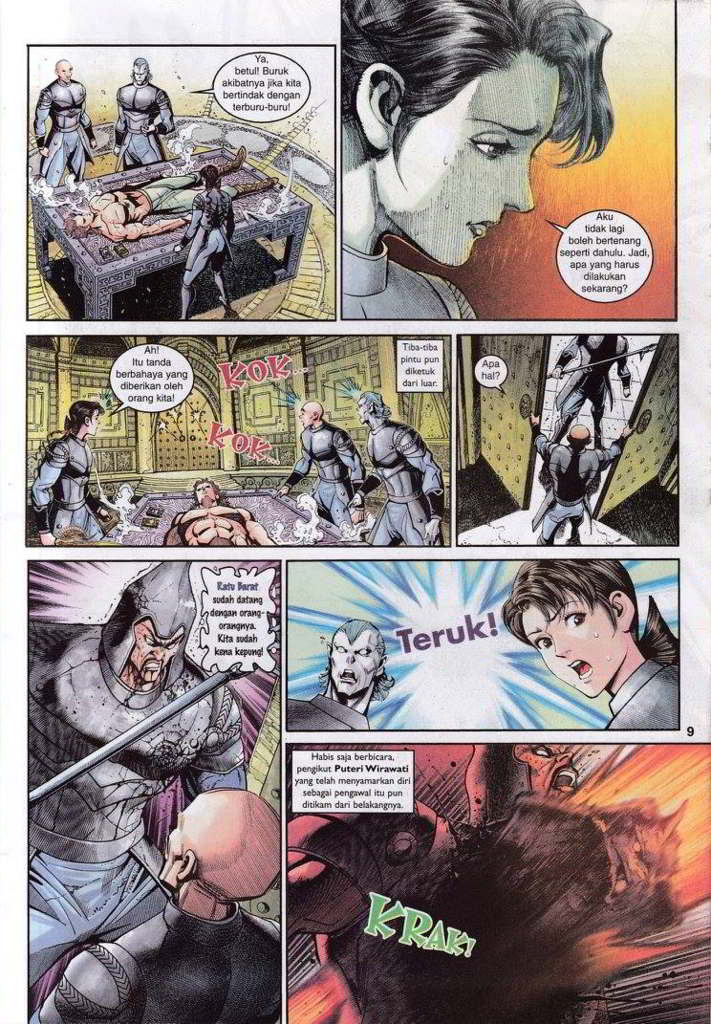 Ya,
betul! Buruk
akibatnya jika kita
bertindak dengan
terburu-buru!
Aku
tidak lagi
boleh bertenang
seperti dahulu. Jadi,
apa yang harus
dilakukan
sekarang?
Ah!
Itu tanda
berbahaya yang
diberikan oleh
orang kita!
KOK...
KOK...
Tiba-tiba
pintu pun
diketuk
dari luar.
Apa
hal?
Ratu Barat
sudah datang
dengan orang-
orangnya.
Kita sudah
kena kepung!
Teruk!
9
Habis saja berbicara,
pengikut Puteri Wirawati
yang telah menyamarkan diri
sebagai pengawal itu pun
ditikam dari belakangnya.
KRAK!